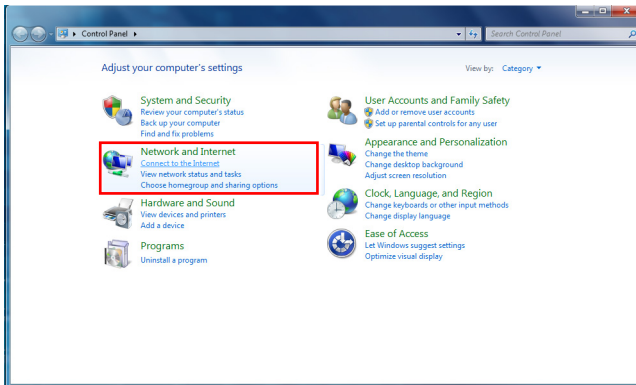 Control Panel
Search Control Panel
Adjust your computer's settings
View by: Category
System and Security
Review your computer's status
Back up your computer
Find and fix problems
Network and Internet
Connect to the Internet
View network status and tasks
Choose homegroup and sharing options
Hardware and Sound
View devices and printers
Add a device
Programs
Uninstall a program
User Accounts and Family Safety
Add or remove user accounts
Set up parental controls for any user
Appearance and Personalization
Change the theme
Change desktop background
Adjust screen resolution
Clock, Language, and Region
Change keyboards or other input methods
Change display language
Ease of Access
Let Windows suggest settings
Optimize visual display